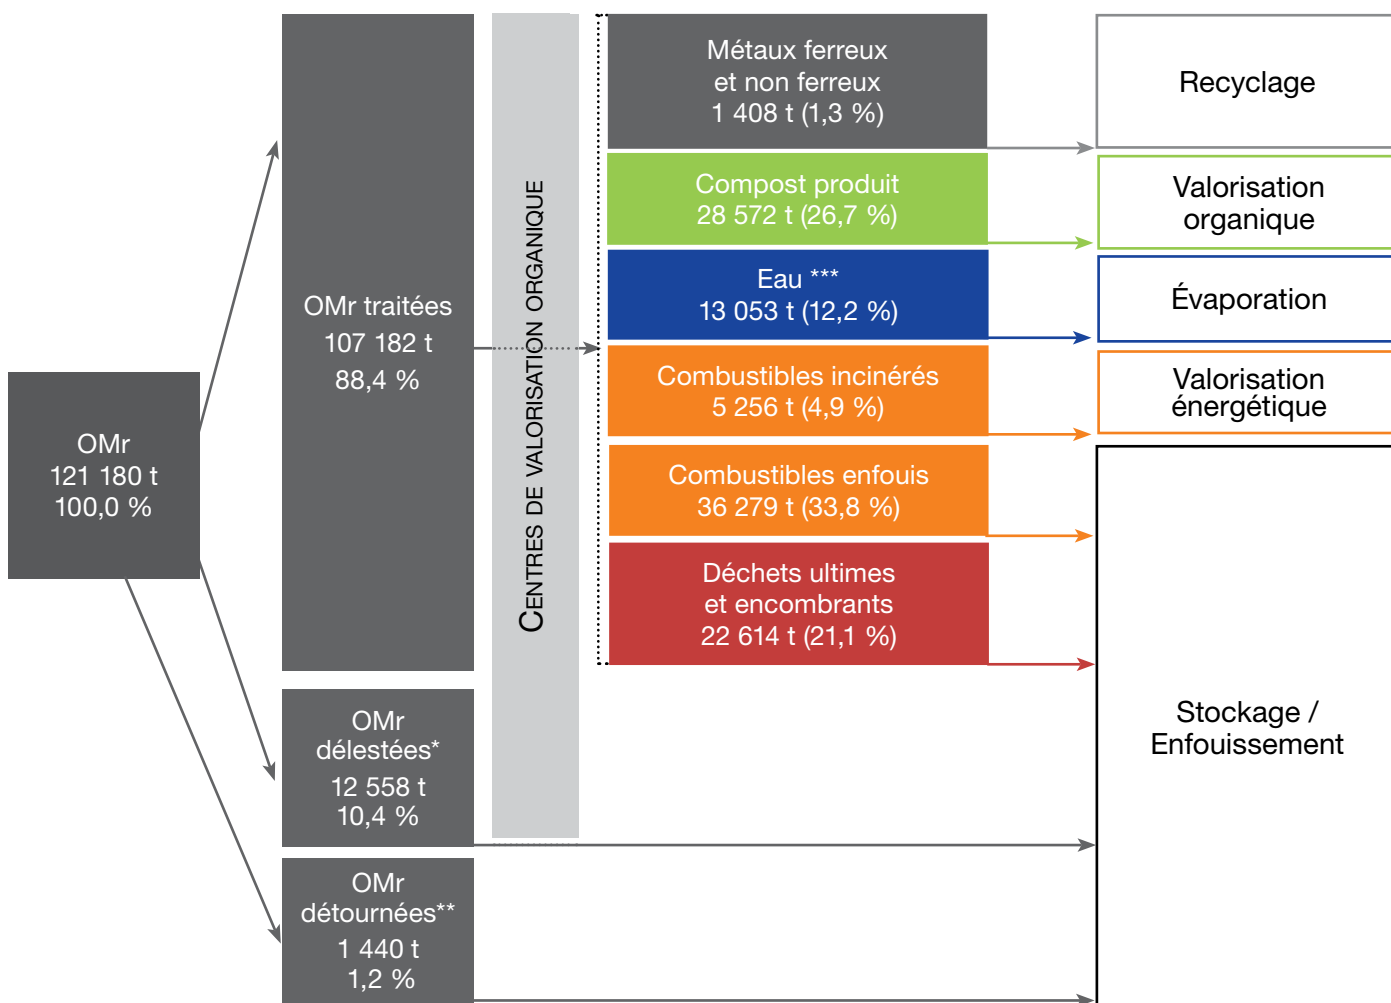 OMr
121 180 t
100,0 %
OMr traitées
107 182 t
88,4 %
OMr
délestées*
12 558 t
10,4 %
OMr
détournées**
1 440 t
1,2 %
CENTRES DE VALORISATION ORGANIQUE
Métaux ferreux
et non ferreux
1 408 t (1,3 %)
Compost produit
28 572 t (26,7 %)
Eau ***
13 053 t (12,2 %)
Combustibles incinérés
5 256 t (4,9 %)
Combustibles enfouis
36 279 t (33,8 %)
Déchets ultimes
et encombrants
22 614 t (21,1 %)
Recyclage
Valorisation
organique
Évaporation
Valorisation
énergétique
Stockage /
Enfouissement